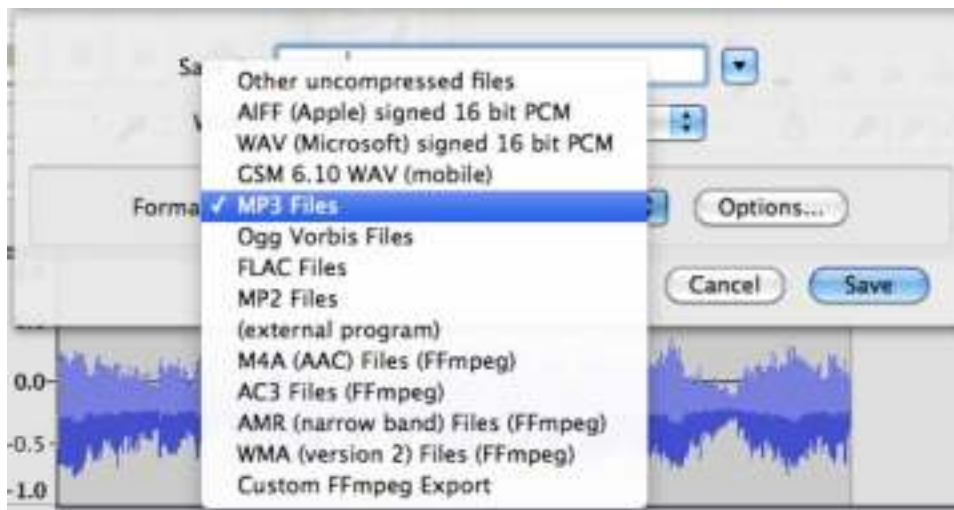 Sa
Other uncompressed files
AIFF (Apple) signed 16 bit PCM
WAV (Microsoft) signed 16 bit PCM
GSM 6.10 WAV (mobile)
Forma ✓ MP3 Files Options...
Ogg Vorbis Files
FLAC Files
MP2 Files
Cancel Save
(external program)
M4A (AAC) Files (FFmpeg)
0.0
AC3 Files (FFmpeg)
AMR (narrow band) Files (FFmpeg)
-0.5
WMA (version 2) Files (FFmpeg)
Custom FFmpeg Export
-1.0